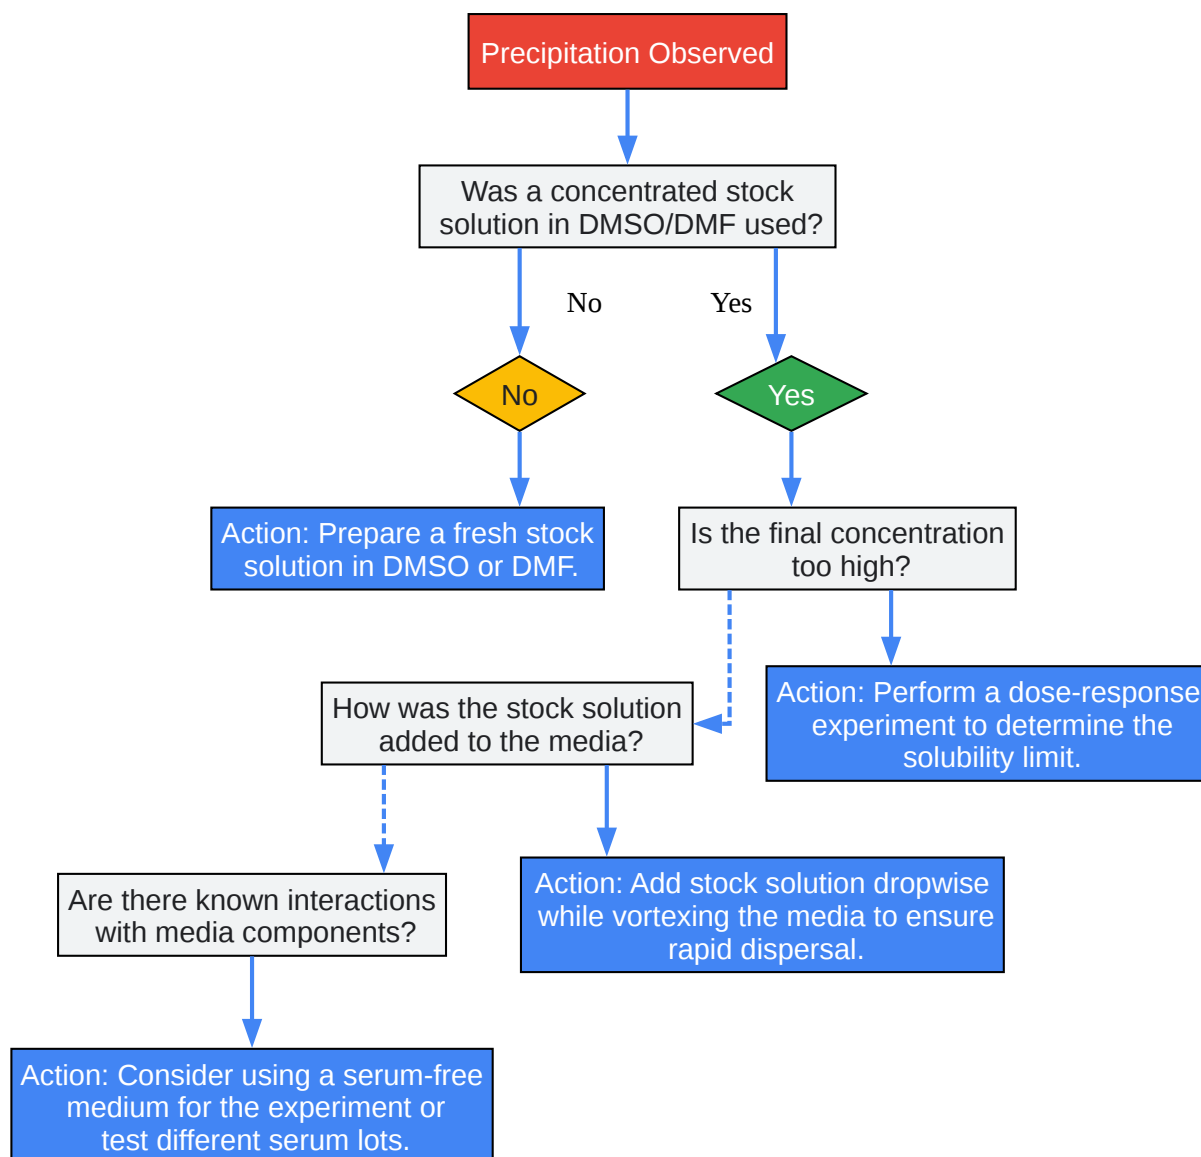 Precipitation Observed
Was a concentrated stock
solution in DMSO/DMF used?
No
Yes
No
Yes
Action: Prepare a fresh stock
solution in DMSO or DMF.
Is the final concentration
too high?
How was the stock solution
added to the media?
Action: Perform a dose-response
experiment to determine the
solubility limit.
Are there known interactions
with media components?
Action: Add stock solution dropwise
while vortexing the media to ensure
rapid dispersal.
Action: Consider using a serum-free
medium for the experiment or
test different serum lots.